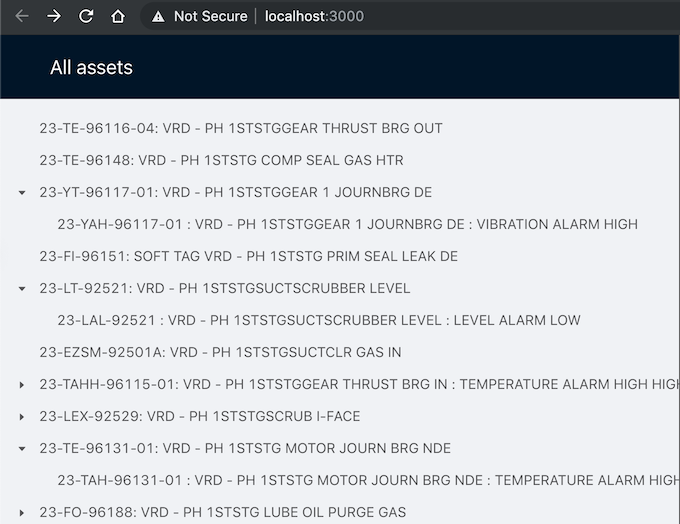 Not Secure | localhost:3000
All assets
23-TE-96116-04: VRD - PH 1STSTGGEAR THRUST BRG OUT
23-TE-96148: VRD - PH 1STSTG COMP SEAL GAS HTR
23-YT-96117-01: VRD - PH 1STSTGGEAR 1 JOURNBRG DE
23-YAH-96117-01 : VRD - PH 1STSTGGEAR 1 JOURNBRG DE : VIBRATION ALARM HIGH
23-FI-96151: SOFT TAG VRD - PH 1STSTG PRIM SEAL LEAK DE
23-LT-92521: VRD - PH 1STSTGSUCTSCRUBBER LEVEL
23-LAL-92521 : VRD - PH 1STSTGSUCTSCRUBBER LEVEL : LEVEL ALARM LOW
23-EZSM-92501A: VRD - PH 1STSTGSUCTCLR GAS IN
23-TAHH-96115-01: VRD - PH 1STSTGGEAR THRUST BRG IN : TEMPERATURE ALARM HIGH HIGH
23-LEX-92529: VRD - PH 1STSTGSCRUB I-FACE
23-TE-96131-01: VRD - PH 1STSTG MOTOR JOURN BRG NDE
23-TAH-96131-01 : VRD - PH 1STSTG MOTOR JOURN BRG NDE : TEMPERATURE ALARM HIGH
23-FO-96188: VRD - PH 1STSTG LUBE OIL PURGE GAS